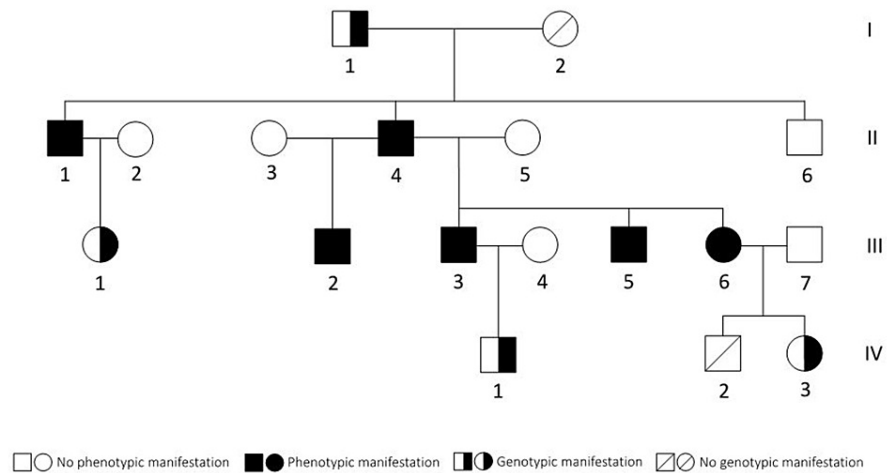 I
1 2
II
1 2 3 4 5 6
III
1 2 3 4 5 6 7
IV
1 2 3
No phenotypic manifestation Phenotypic manifestation Genotypic manifestation No genotypic manifestation